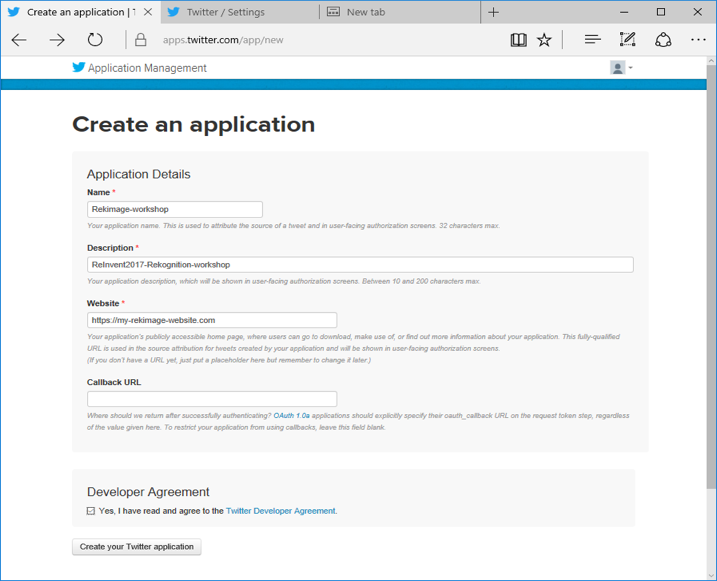 Create an application | T
Twitter / Settings
New tab
apps.twitter.com/app/new
Application Management
Create an application
Application Details
Name *
Rekimage-workshop
Your application name. This is used to attribute the source of a tweet and in user-facing authorization screens. 32 characters max.
Description *
ReInvent2017-Rekognition-workshop
Your application description, which will be shown in user-facing authorization screens. Between 10 and 200 characters max.
Website *
https://my-rekimage-website.com
Your application's publicly accessible home page, where users can go to download, make use of, or find out more information about your application. This fully-qualified
URL is used in the source attribution for tweets created by your application and will be shown in user-facing authorization screens.
(If you don't have a URL yet, just put a placeholder here but remember to change it later.)
Callback URL
Where should we return after successfully authenticating? OAuth 1.0a applications should explicitly specify their oauth_callback URL on the request token step, regardless
of the value given here. To restrict your application from using callbacks, leave this field blank.
Developer Agreement
Yes, I have read and agree to the Twitter Developer Agreement.
Create your Twitter application